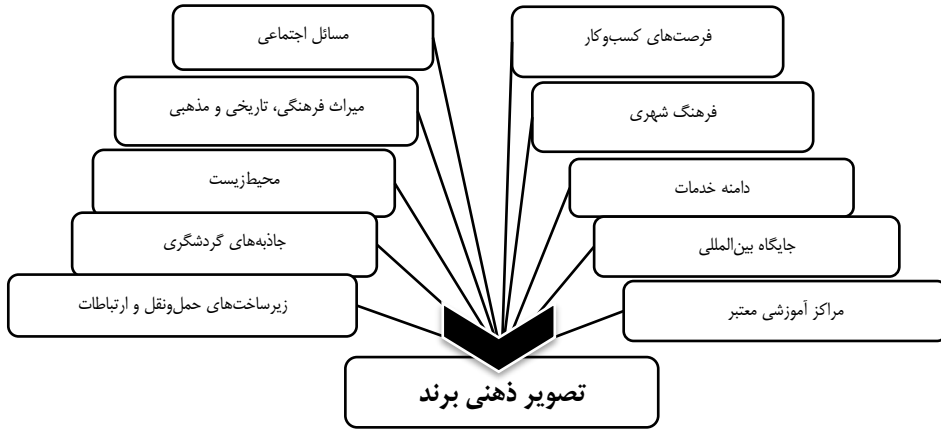 فرصت‌های کسب‌وکار
مسائل اجتماعی
فرهنگ شهری
میراث فرهنگی، تاریخی و مذهبی
دامنه خدمات
محیط‌زیست
جایگاه بین‌المللی
جاذبه‌های گردشگری
مراکز آموزشی معتبر
زیرساخت‌های حمل‌ونقل و ارتباطات
تصویر ذهنی برند